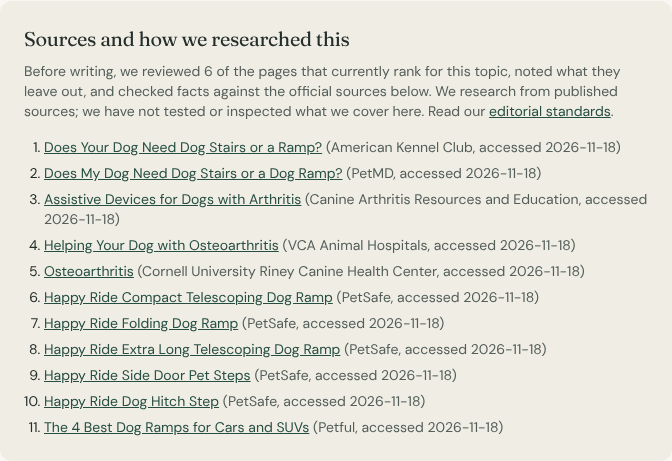 Sources and how we researched this
Before writing, we reviewed 6 of the pages that currently rank for this topic, noted what they
leave out, and checked facts against the official sources below. We research from published
sources; we have not tested or inspected what we cover here. Read our editorial standards.
1. Does Your Dog Need Dog Stairs or a Ramp? (American Kennel Club, accessed 2026-11-18)
2. Does My Dog Need Dog Stairs or a Dog Ramp? (PetMD, accessed 2026-11-18)
3. Assistive Devices for Dogs with Arthritis (Canine Arthritis Resources and Education, accessed
2026-11-18)
4. Helping Your Dog with Osteoarthritis (VCA Animal Hospitals, accessed 2026-11-18)
5. Osteoarthritis (Cornell University Riney Canine Health Center, accessed 2026-11-18)
6. Happy Ride Compact Telescoping Dog Ramp (PetSafe, accessed 2026-11-18)
7. Happy Ride Folding Dog Ramp (PetSafe, accessed 2026-11-18)
8. Happy Ride Extra Long Telescoping Dog Ramp (PetSafe, accessed 2026-11-18)
9. Happy Ride Side Door Pet Steps (PetSafe, accessed 2026-11-18)
10. Happy Ride Dog Hitch Step (PetSafe, accessed 2026-11-18)
11. The 4 Best Dog Ramps for Cars and SUVs (Petful, accessed 2026-11-18)